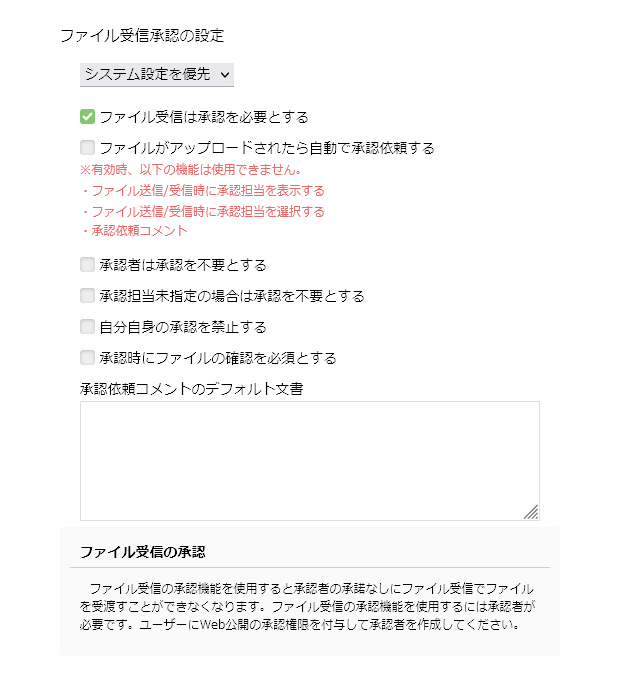 ファイル受信承認の設定
システム設定を優先
ファイル受信は承認を必要とする
ファイルがアップロードされたら自動で承認依頼する
※有効時、以下の機能は使用できません。
・ファイル送信/受信時に承認担当を表示する
・ファイル送信/受信時に承認担当を選択する
・承認依頼コメント
承認者は承認を不要とする
承認担当未指定の場合は承認を不要とする
自分自身の承認を禁止する
承認時にファイルの確認を必須とする
承認依頼コメントのデフォルト文書
ファイル受信の承認
ファイル受信の承認機能を使用すると承認者の承諾なしにファイル受信でファイル
を受渡すことができなくなります。ファイル受信の承認機能を使用するには承認者が
必要です。ユーザーにWeb公開の承認権限を付与して承認者を作成してください。